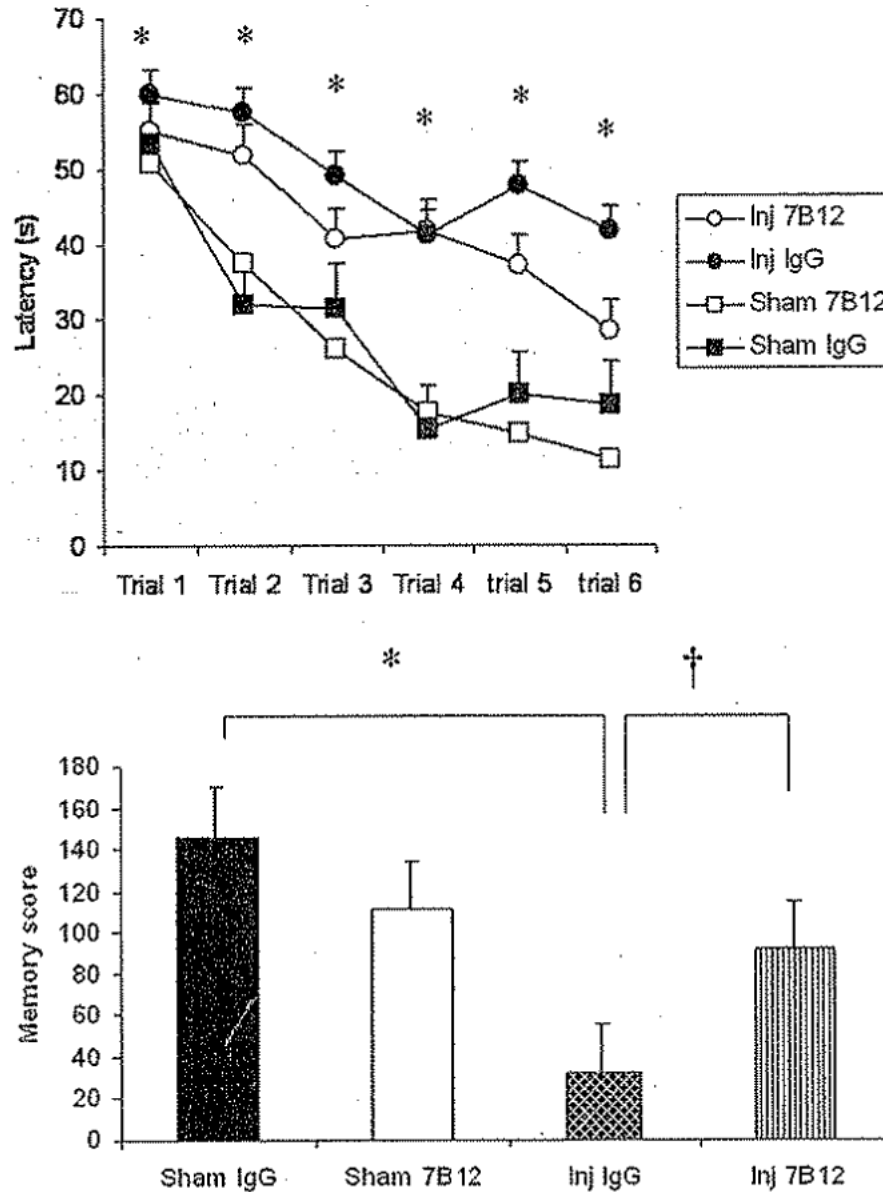 70
60
50
40
30
20
10
0
Latency (s)
* * * * * *
Trial 1 Trial 2 Trial 3 Trial 4 trial 5 trial 6
Inj 7B12
Inj IgG
Sham 7B12
Sham IgG
* †
180
160
140
120
100
80
60
40
20
0
Memory score
Sham IgG Sham 7B12 Inj IgG Inj 7B12